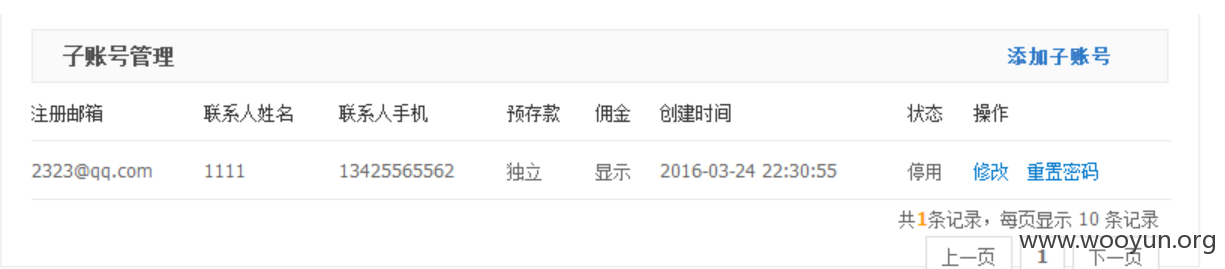 子账号管理 添加子账号
注册邮箱 联系人姓名 联系人手机 预存款 佣金 创建时间 状态 操作
2323@qq.com 1111 13425565562 独立 显示 2016-03-24 22:30:55 停用 修改 重置密码
共1条记录，每页显示 10 条记录
上一页 1 下一页
www.wooyun.org